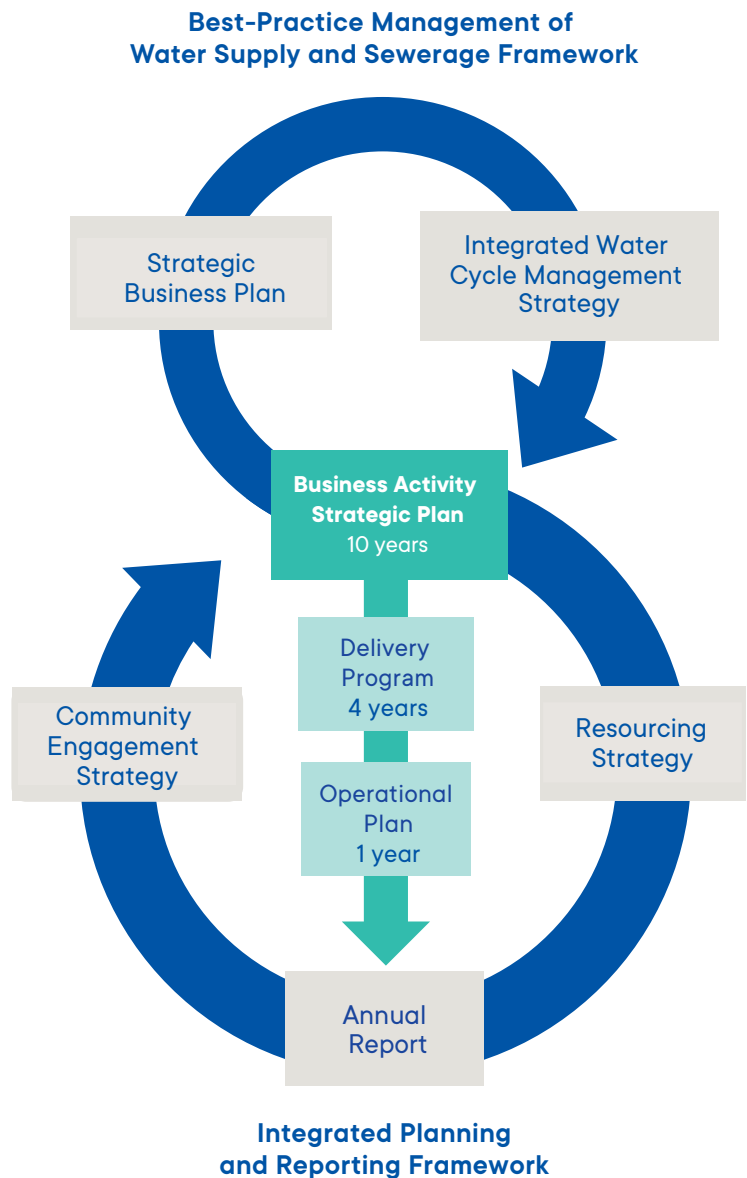 Best-Practice Management of
Water Supply and Sewerage Framework
Strategic
Business Plan
Integrated Water
Cycle Management
Strategy
Business Activity
Strategic Plan
10 years
Delivery
Program
4 years
Community
Engagement
Strategy
Resourcing
Strategy
Operational
Plan
1 year
Annual
Report
Integrated Planning
and Reporting Framework